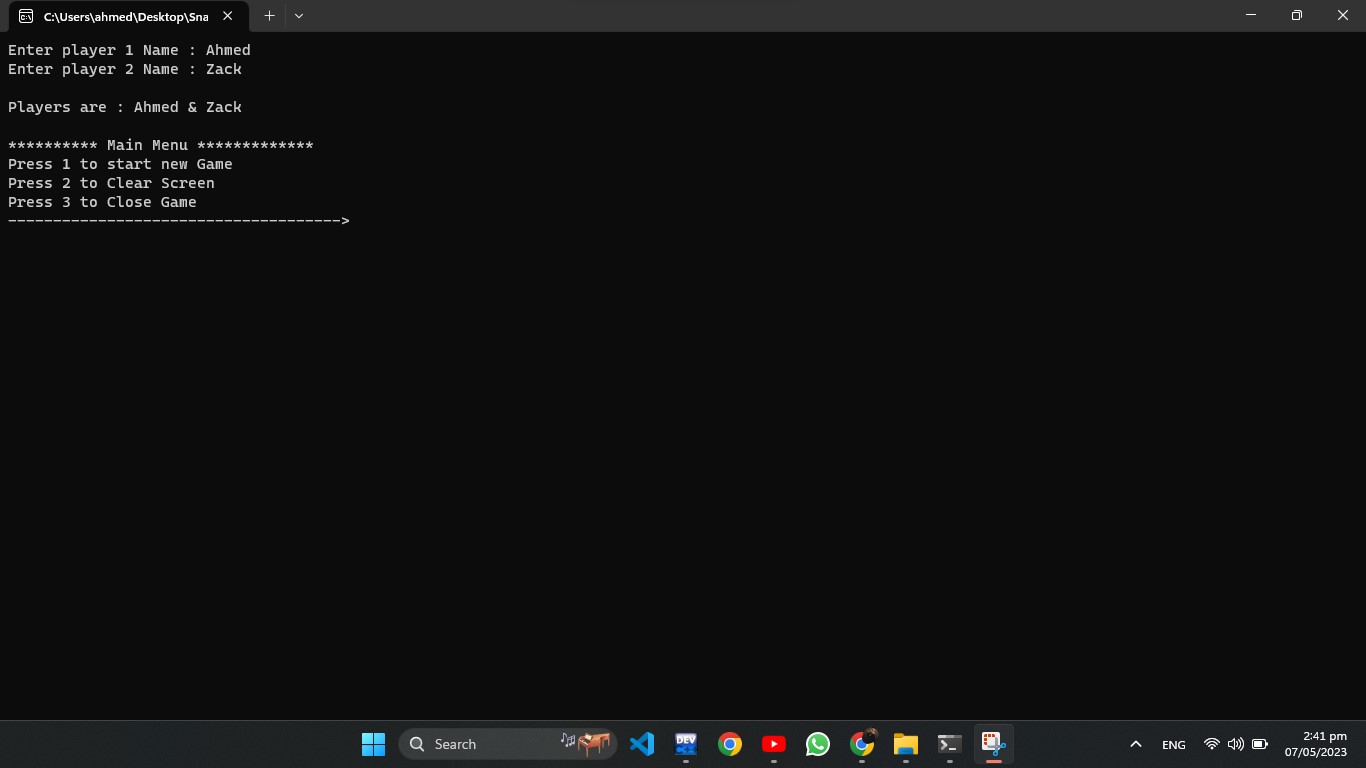 C:\Users\ahmed\Desktop\Sna
Enter player 1 Name : Ahmed
Enter player 2 Name : Zack
Players are : Ahmed & Zack
********** Main Menu *************
Press 1 to start new Game
Press 2 to Clear Screen
Press 3 to Close Game
------------------------------------->
Search
DEV
ENG
2:41 pm
07/05/2023